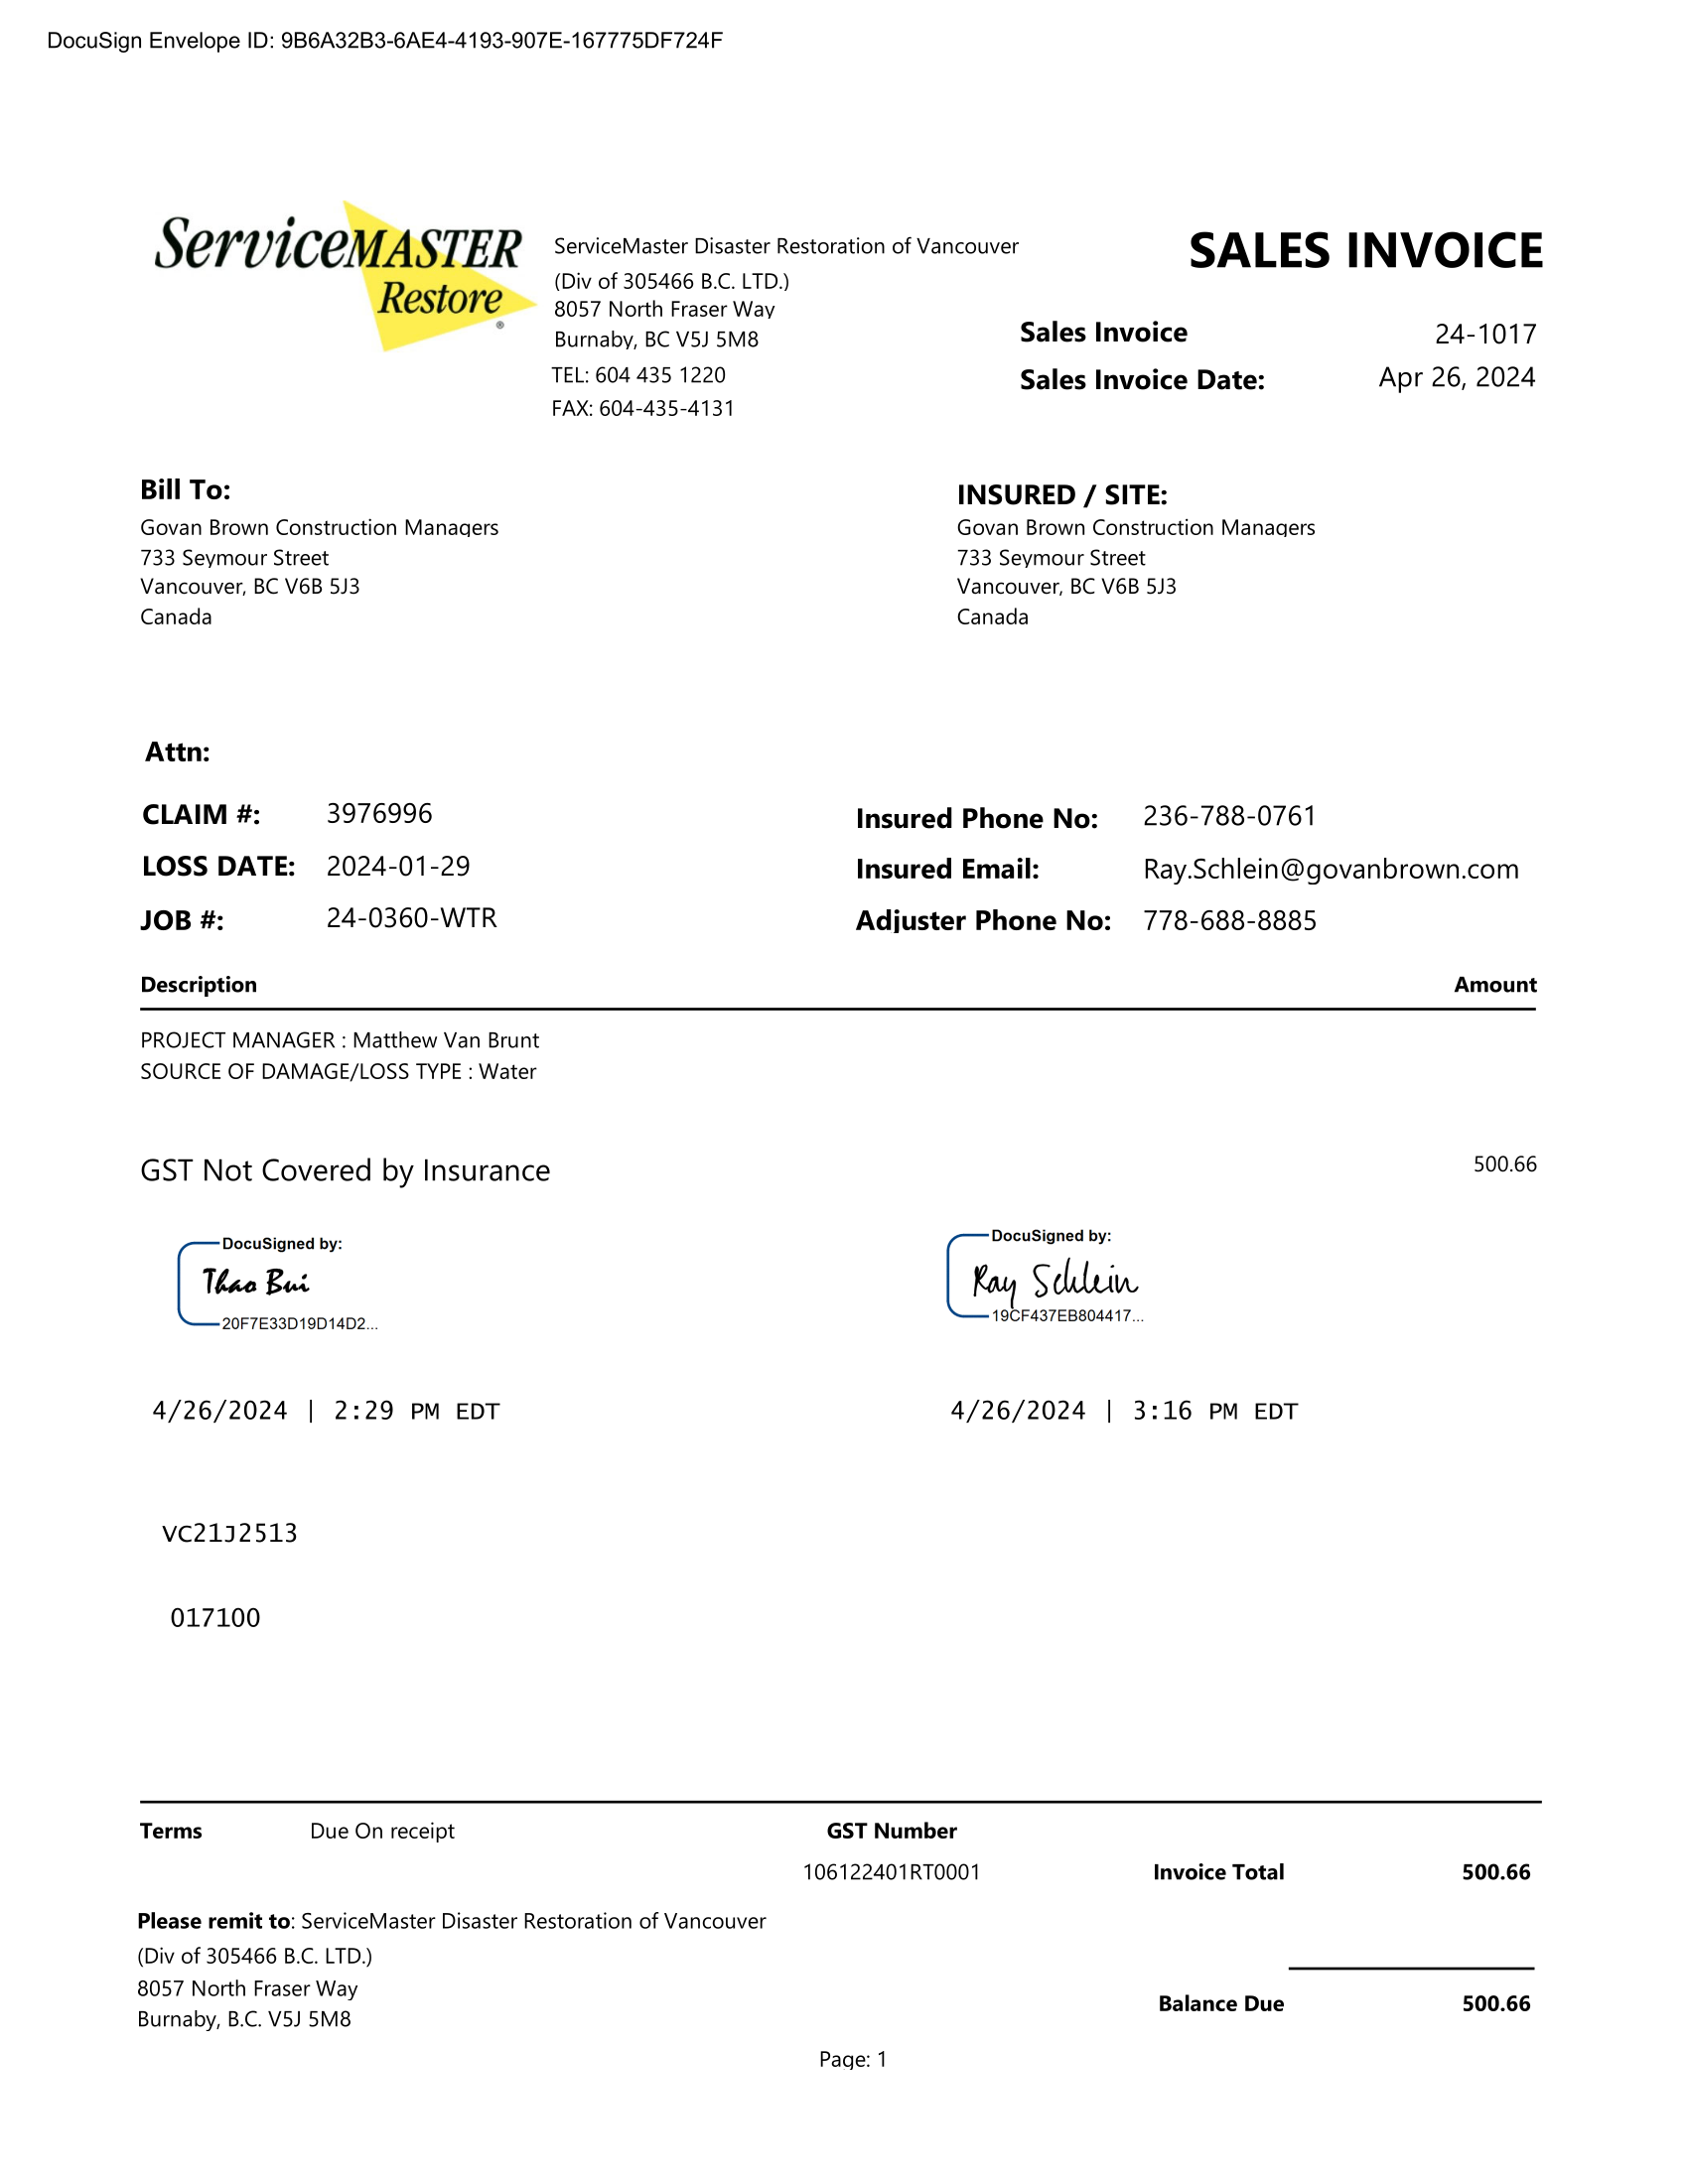 DocuSign Envelope ID: 9B6A32B3-6AE4-4193-907E-167775DF724F
ServiceMASTER
Restore
®
ServiceMaster Disaster Restoration of Vancouver
(Div of 305466 B.C. LTD.)
8057 North Fraser Way
Burnaby, BC V5J 5M8
TEL: 604 435 1220
FAX: 604-435-4131
SALES INVOICE
Sales Invoice 24-1017
Sales Invoice Date: Apr 26, 2024
Bill To:
Govan Brown Construction Managers
733 Seymour Street
Vancouver, BC V6B 5J3
Canada
INSURED / SITE:
Govan Brown Construction Managers
733 Seymour Street
Vancouver, BC V6B 5J3
Canada
Attn:
CLAIM #: 3976996
LOSS DATE: 2024-01-29
JOB #: 24-0360-WTR
Insured Phone No: 236-788-0761
Insured Email: Ray.Schlein@govanbrown.com
Adjuster Phone No: 778-688-8885
Description Amount
PROJECT MANAGER : Matthew Van Brunt
SOURCE OF DAMAGE/LOSS TYPE : Water
GST Not Covered by Insurance 500.66
DocuSigned by:
Thao Bui
20F7E33D19D14D2...
DocuSigned by:
Ray Schlein
19CF437EB804417...
4/26/2024 | 2:29 PM EDT
4/26/2024 | 3:16 PM EDT
VC21J2513
017100
Terms Due On receipt
GST Number
106122401RT0001
Invoice Total 500.66
Please remit to: ServiceMaster Disaster Restoration of Vancouver
(Div of 305466 B.C. LTD.)
8057 North Fraser Way
Burnaby, B.C. V5J 5M8
Balance Due 500.66
Page: 1